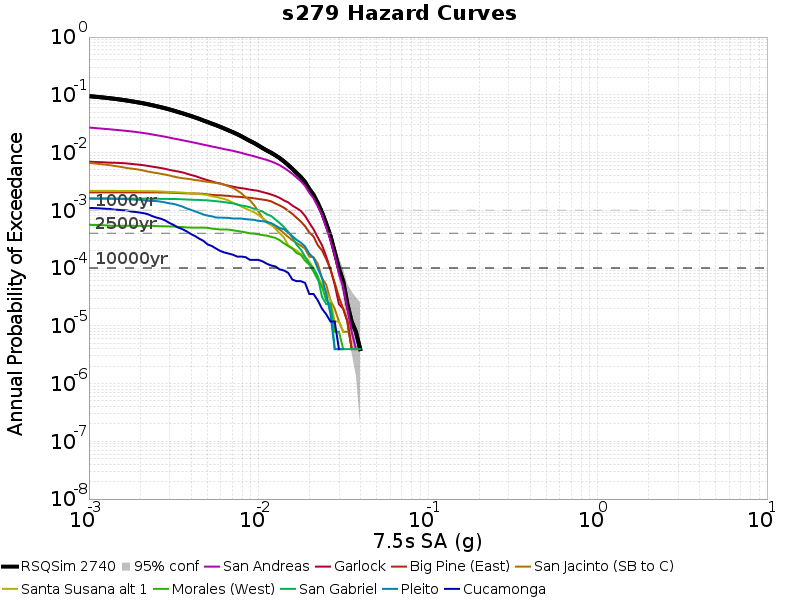 s279 Hazard Curves
Annual Probability of Exceedance
10^0
10^-1
10^-2
10^-3
10^-4
10^-5
10^-6
10^-7
10^-8
1000yr
2500yr
10000yr
10^-3 10^-2 10^-1 10^0 10^1
7.5s SA (g)
RSQSim 2740 95% conf San Andreas Garlock Big Pine (East) San Jacinto (SB to C)
Santa Susana alt 1 Morales (West) San Gabriel Pleito Cucamonga